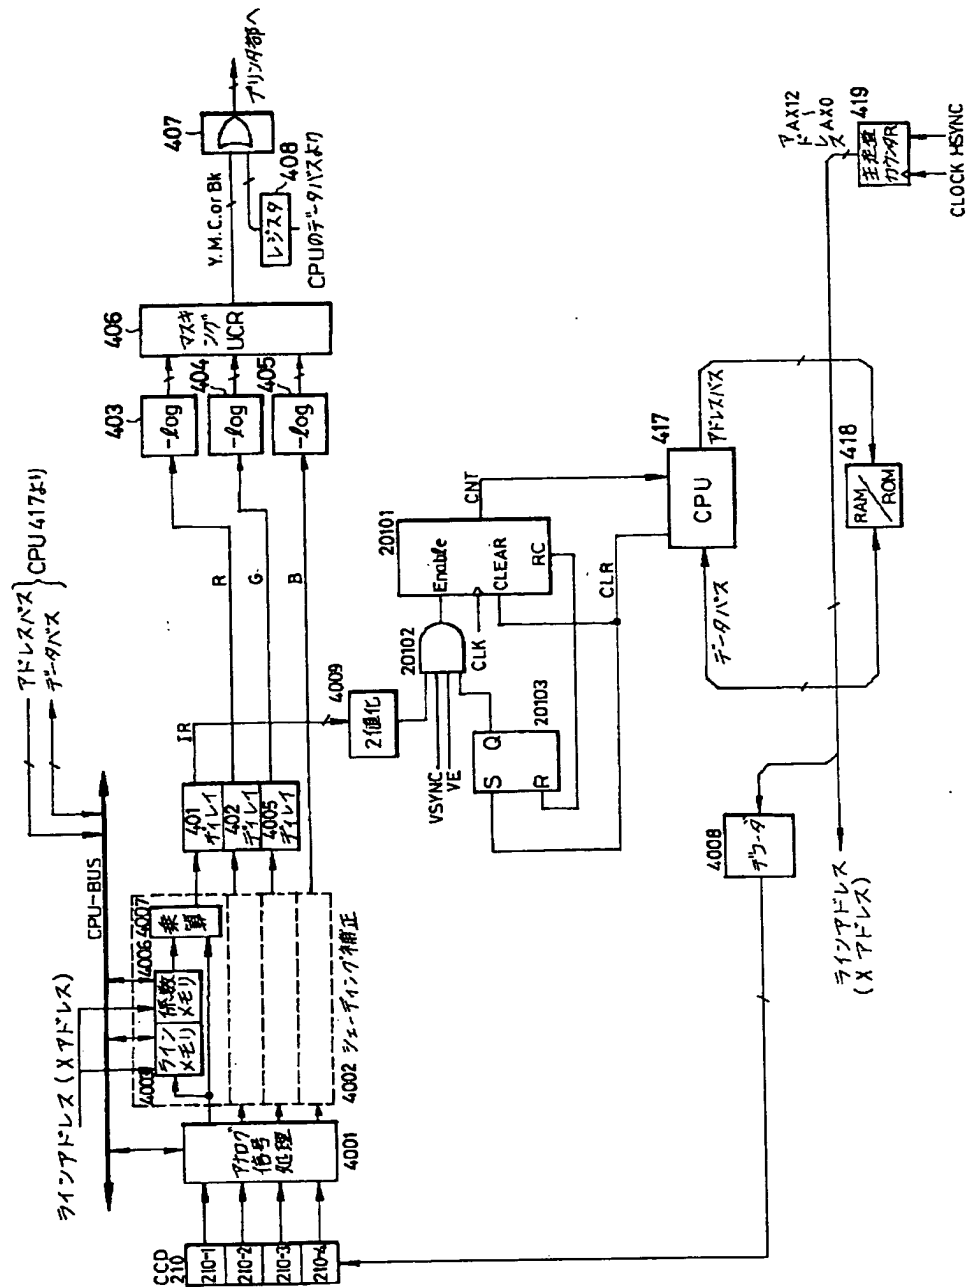 ラインアドレス(Xアドレス)
アドレスバス
データバス
CPU 417より
CPU-BUS
CCD
210
210-1
210-2
210-3
210-4
アナログ
信号
処理
4001
4003
ライン
メモリ
4006
係数
メモリ
4007
乗算
4002 シェーディング補正
401
ディレイ
402
ディレイ
4005
ディレイ
IR
R
G
B
403
-log
404
-log
405
-log
406
マスキ
ング
UCR
Y.M.C.or Bk
407
プリンタ部へ
レジスタ
408
CPUのデータバスより
4009
2値化
VSYNC
VE
20102
20103
S
Q
R
CLK
20101
Enable
CLEAR
RC
CNT
CLR
417
CPU
アドレスバス
データバス
418
RAM/ROM
4008
デコーダ
ラインアドレス
(Xアドレス)
アドレス
AX12
〜
AX0
419
主走査
カウンタR
CLOCK
HSYNC